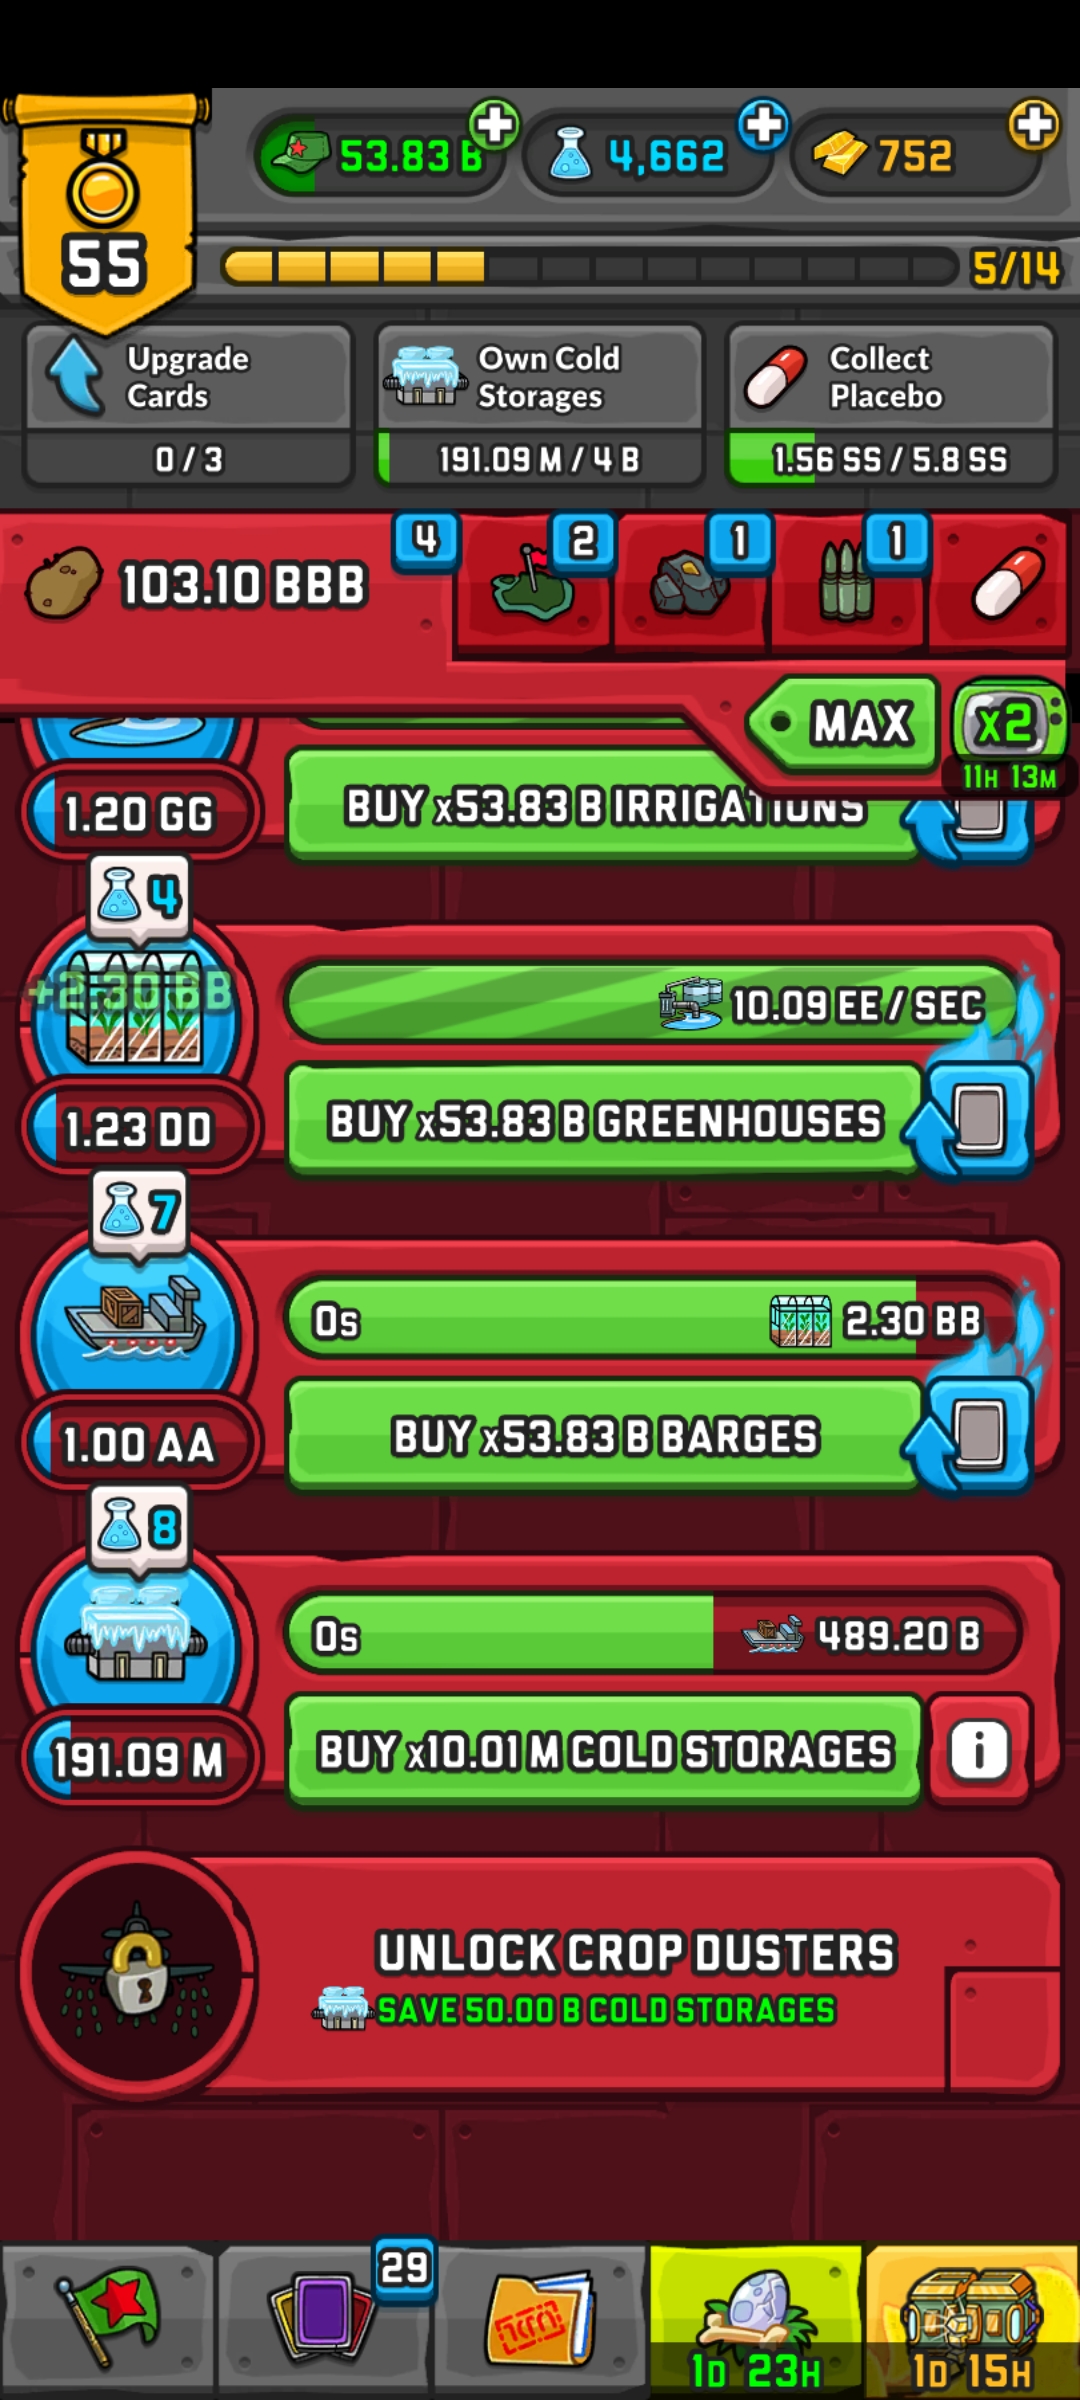 53.83 B
4,662
752
55
5/14
Upgrade
Cards
0 / 3
Own Cold
Storages
191.09 M / 4 B
Collect
Placebo
1.56 SS / 5.8 SS
103.10 BBB
4
2
1
1
MAX
x2
11H 13M
1.20 GG
BUY x53.83 B IRRIGATIONS
4
+2.30 BB
10.09 EE / SEC
1.23 DD
BUY x53.83 B GREENHOUSES
7
0s
2.30 BB
1.00 AA
BUY x53.83 B BARGES
8
0s
489.20 B
191.09 M
BUY x10.01 M COLD STORAGES
i
UNLOCK CROP DUSTERS
SAVE 50.00 B COLD STORAGES
29
1D 23H
1D 15H